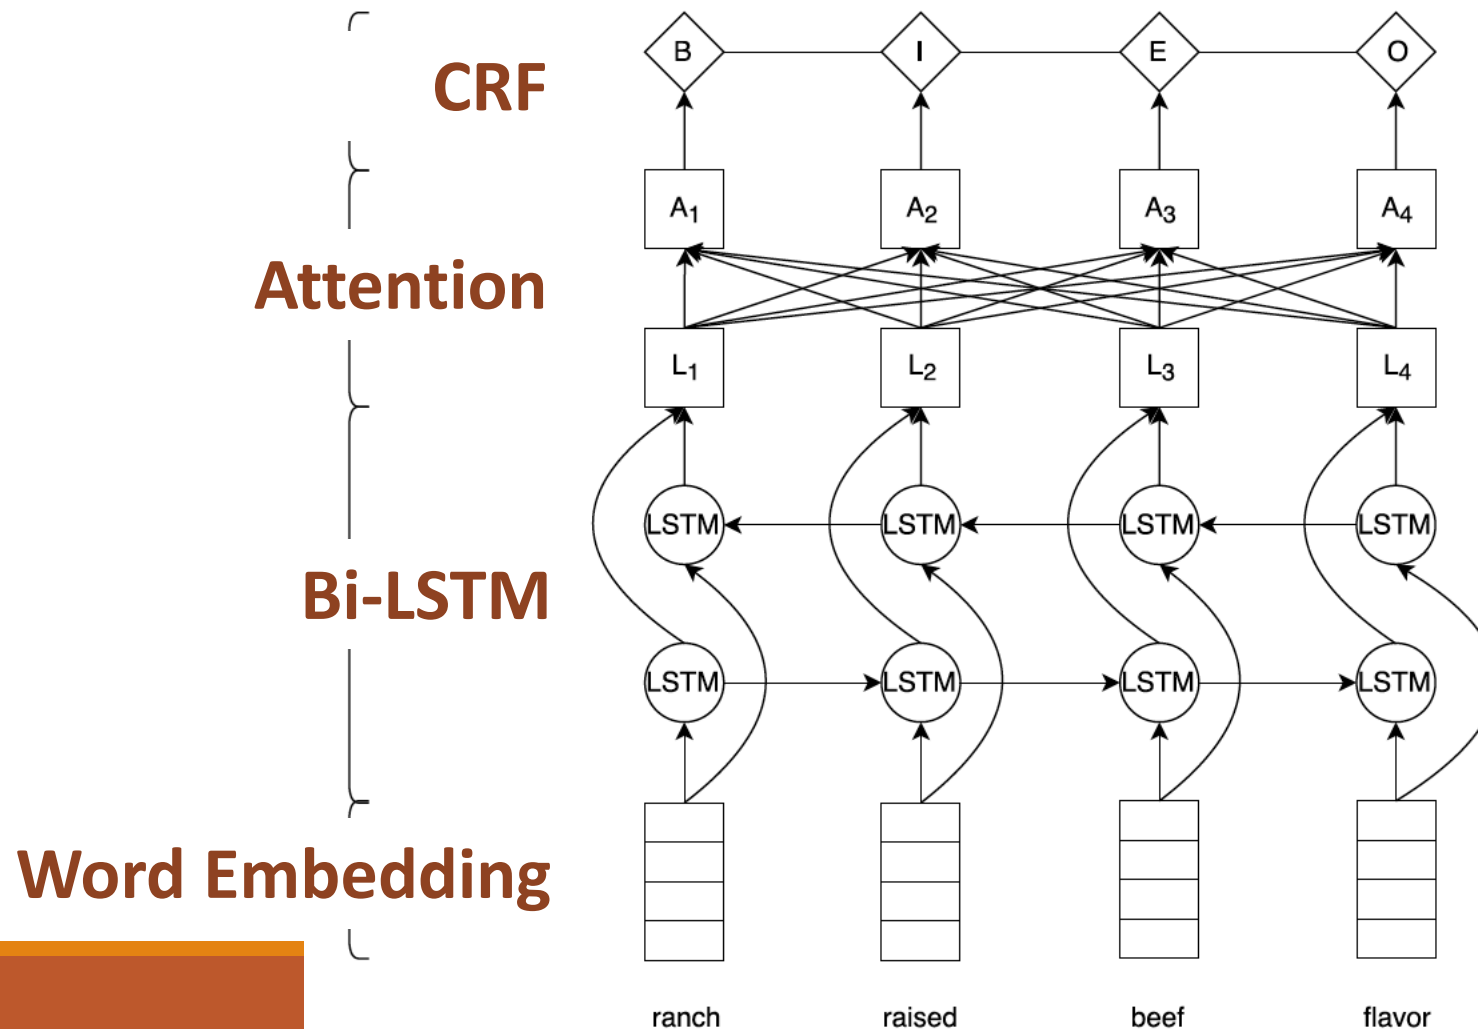 CRF
B I E O
A1 A2 A3 A4
Attention
L1 L2 L3 L4
LSTM LSTM LSTM LSTM
Bi-LSTM
LSTM LSTM LSTM LSTM
Word Embedding
ranch raised beef flavor